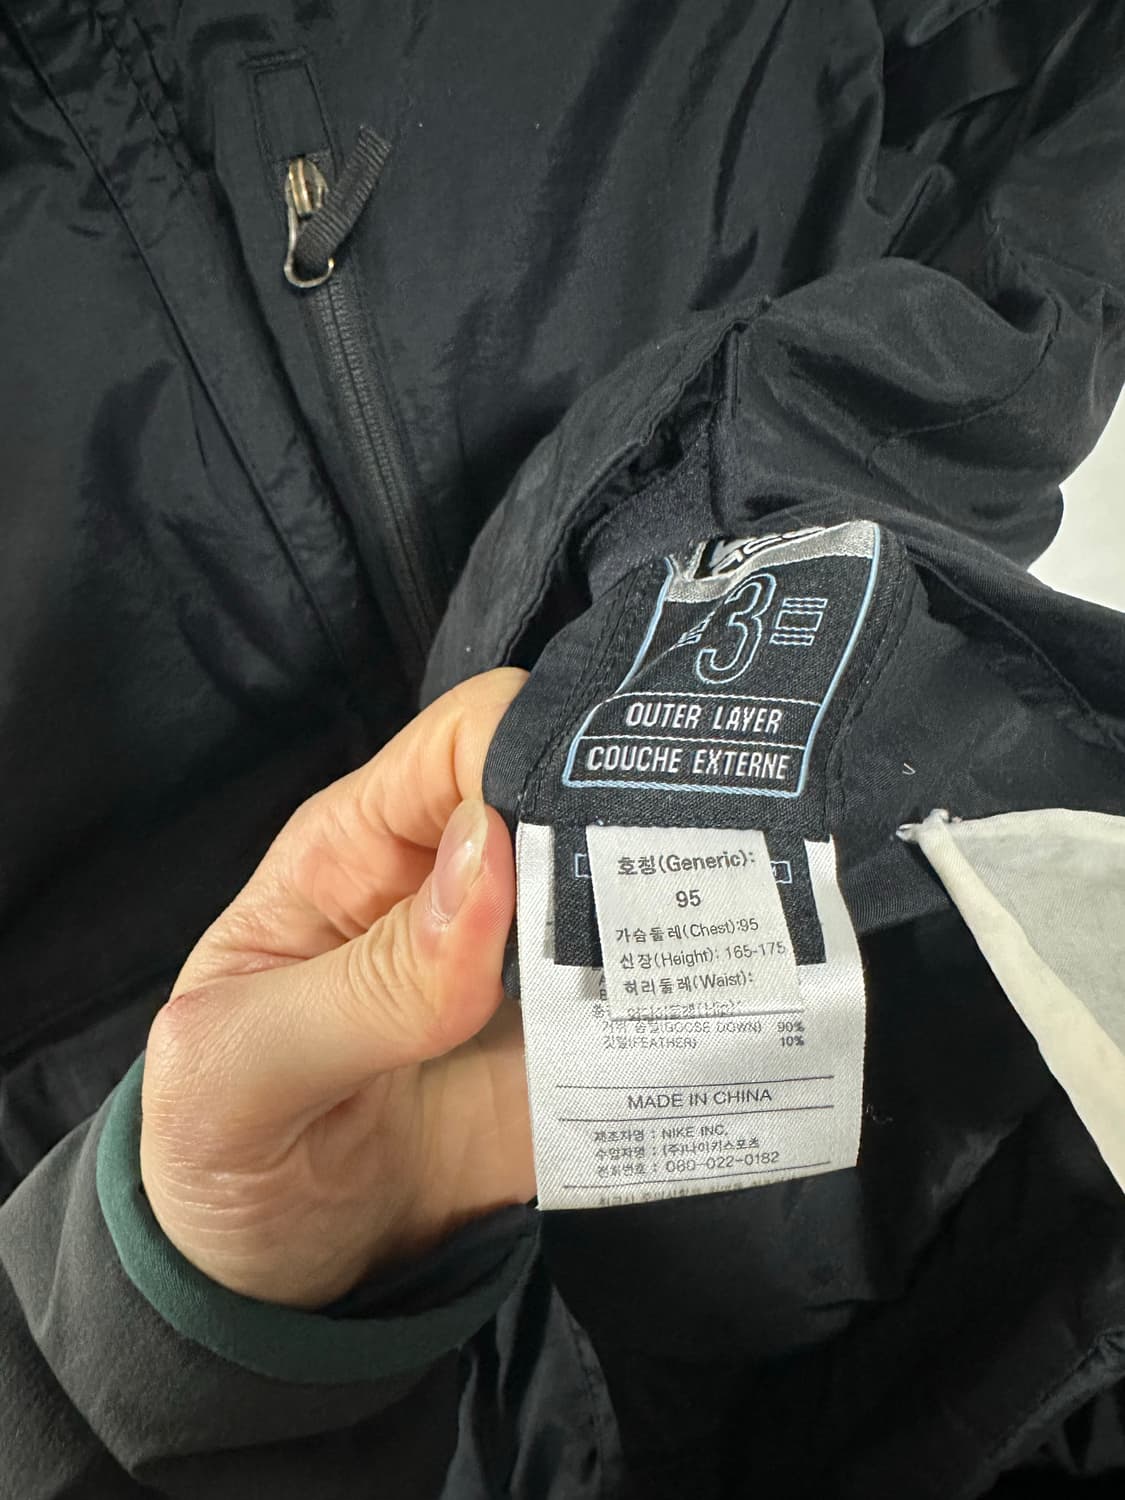 3
OUTER LAYER
COUCHE EXTERNE
호칭(Generic):
95
가슴둘레(Chest):95
신장(Height): 165-175
허리둘레(Waist):
거위 솜털(GOOSE DOWN) 90%
깃털(FEATHER) 10%
MADE IN CHINA
제조자명 : NIKE INC.
수입자명 : (주)나이키스포츠
전화번호 : 080-022-0182